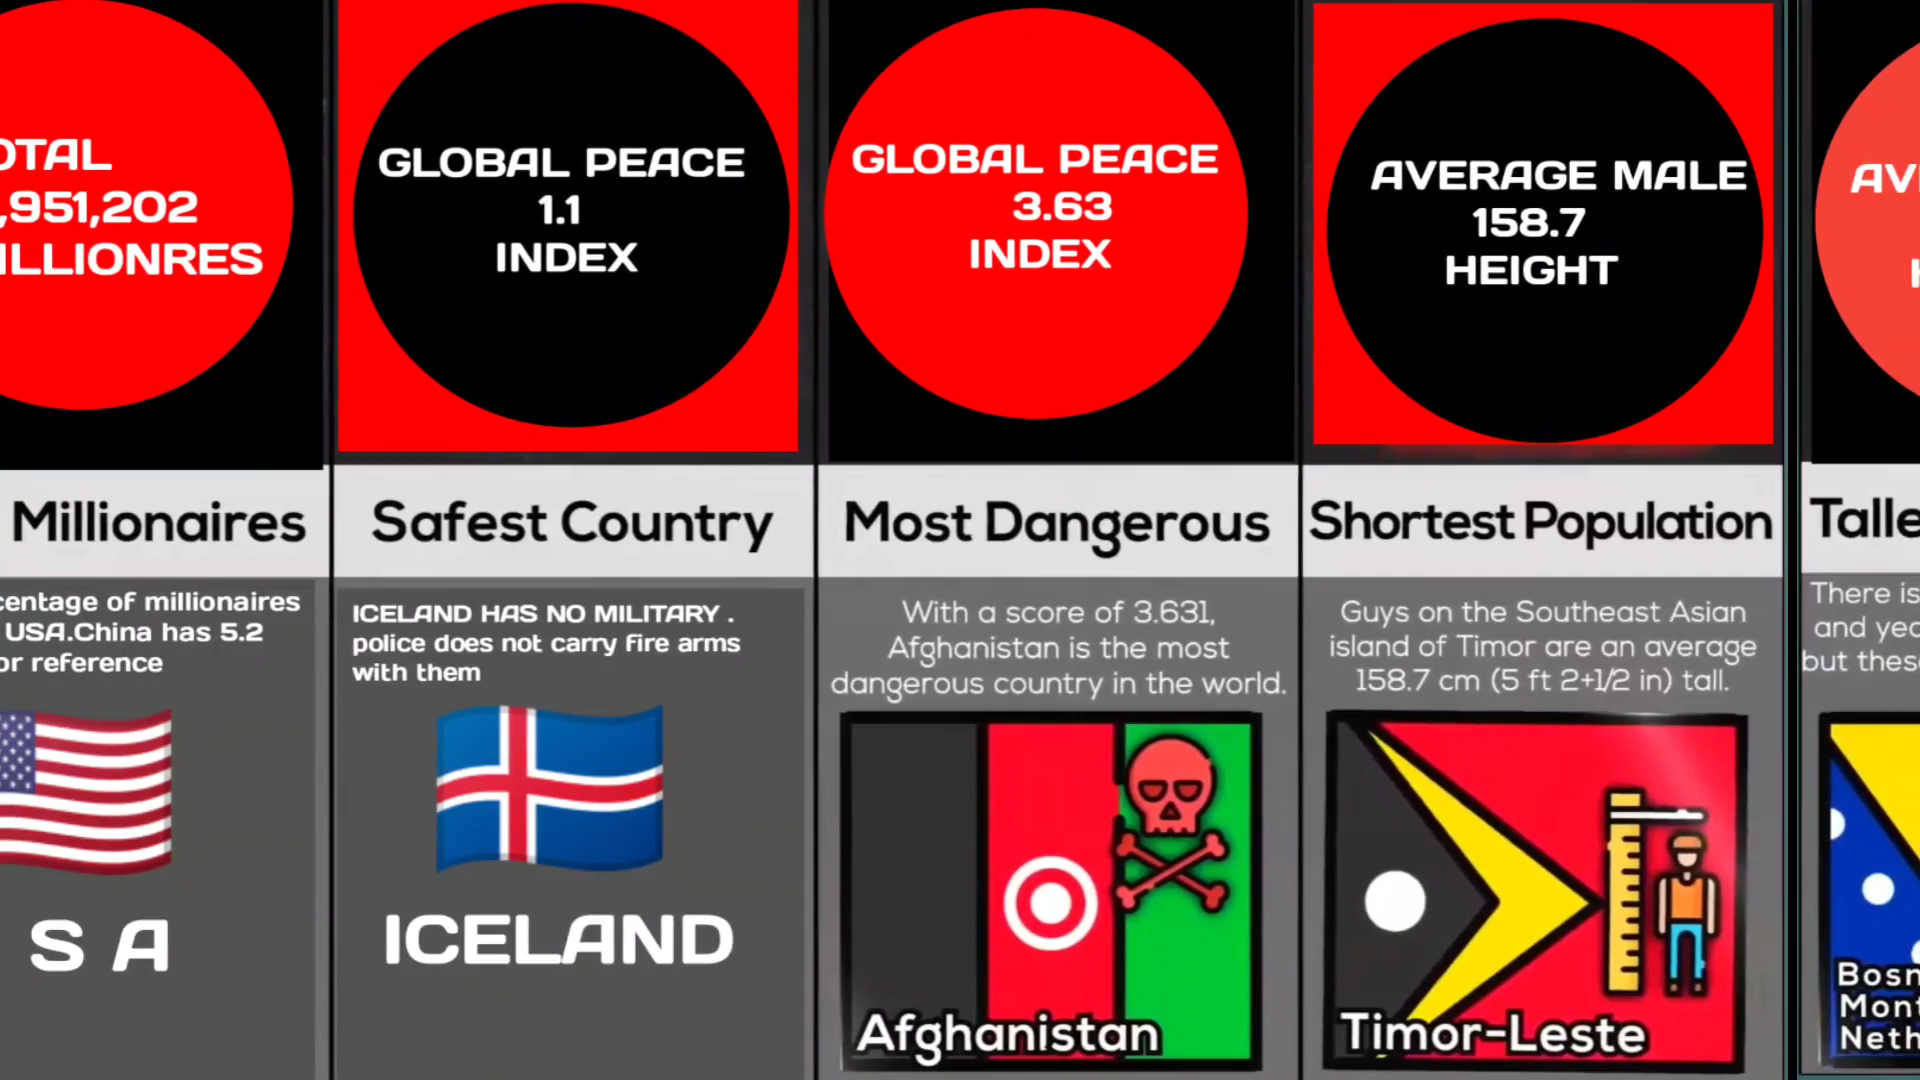 OTAL
,951,202
ILLIONRES
Millionaires
centage of millionaires
USA.China has 5.2
or reference
S A
GLOBAL PEACE
1.1
INDEX
Safest Country
ICELAND HAS NO MILITARY .
police does not carry fire arms
with them
ICELAND
GLOBAL PEACE
3.63
INDEX
Most Dangerous
With a score of 3.631,
Afghanistan is the most
dangerous country in the world.
Afghanistan
AVERAGE MALE
158.7
HEIGHT
Shortest Population
Guys on the Southeast Asian
island of Timor are an average
158.7 cm (5 ft 2+1/2 in) tall.
Timor-Leste
AV
Talle
There is
and yea
but thes
Bosn
Mont
Neth